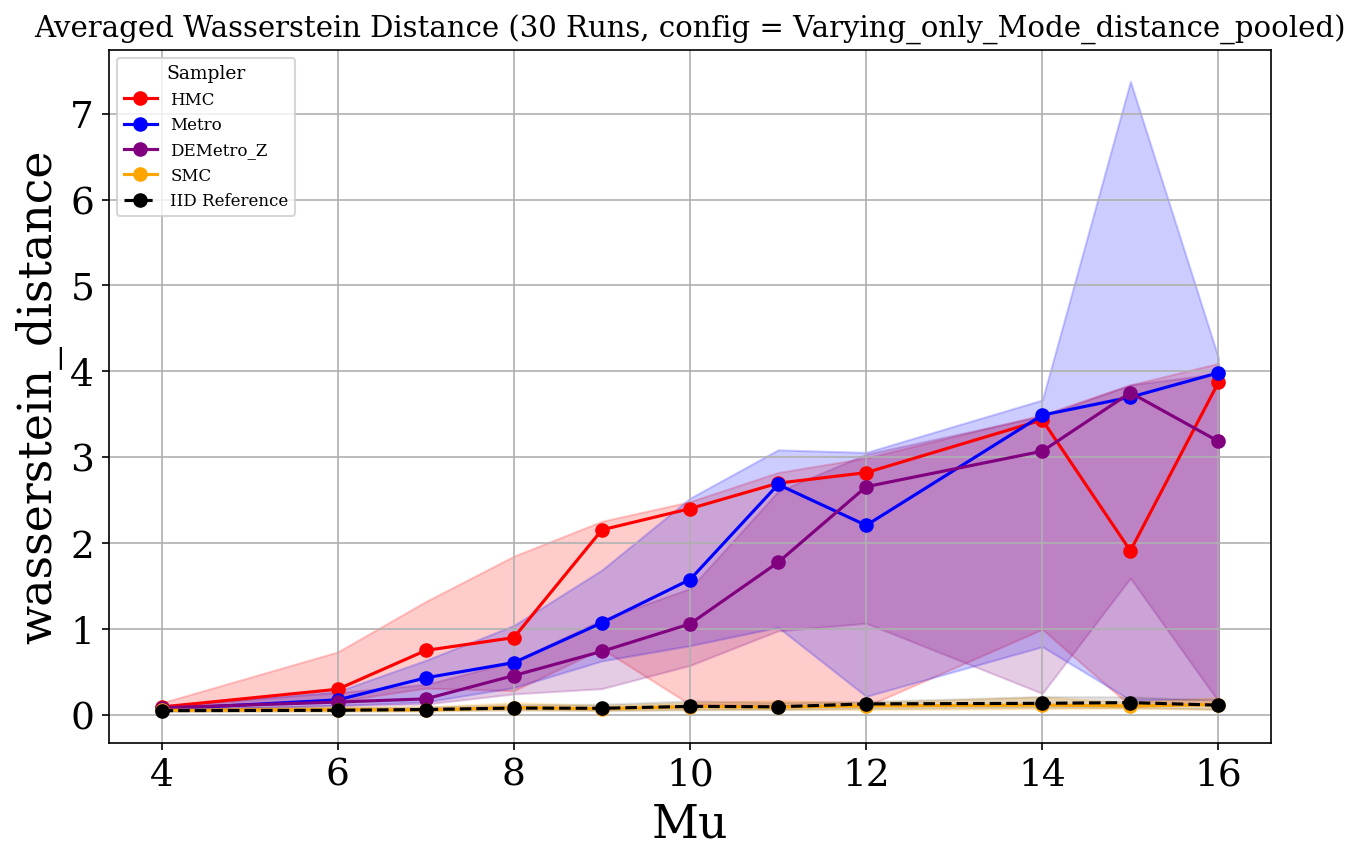 Averaged Wasserstein Distance (30 Runs, config = Varying_only_Mode_distance_pooled)
Sampler
HMC
Metro
DEMetro_Z
SMC
IID Reference
wasserstein_distance
7
6
5
4
3
2
1
0
4 6 8 10 12 14 16
Mu